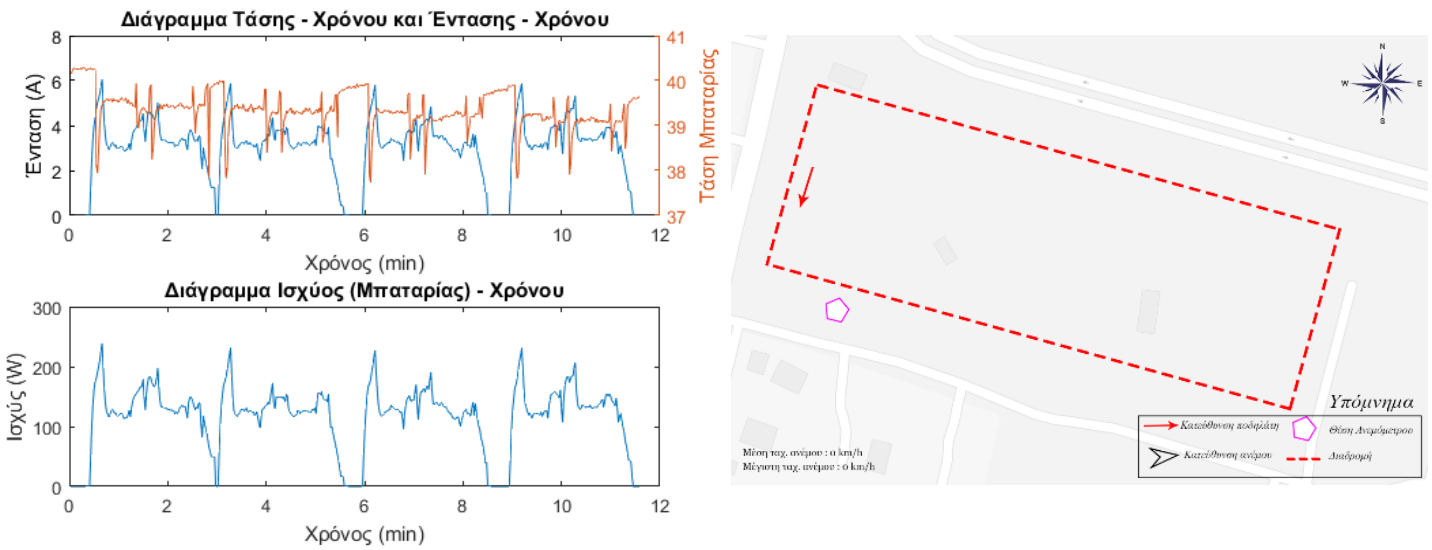 Διάγραμμα Τάσης - Χρόνου και Έντασης - Χρόνου
8
6
4
2
0
Ένταση (A)
41
40
39
38
37
Τάση Μπαταρίας
0 2 4 6 8 10 12
Χρόνος (min)
Διάγραμμα Ισχύος (Μπαταρίας) - Χρόνου
300
200
100
0
Ισχύς (W)
0 2 4 6 8 10 12
Χρόνος (min)
N
W E
S
Μέση ταχ. ανέμου : 0 km/h
Μέγιστη ταχ. ανέμου : 0 km/h
Υπόμνημα
Κατεύθυνση ποδηλάτη
Θέση Ανεμόμετρου
Κατεύθυνση ανέμου
Διαδρομή